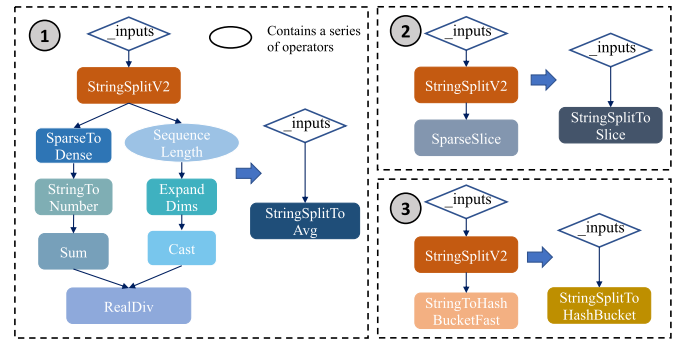 1
_inputs
Contains a series
of operators
StringSplitV2
SparseTo
Dense
Sequence
Length
StringTo
Number
Expand
Dims
Sum
Cast
RealDiv
_inputs
StringSplitTo
Avg
2
_inputs
StringSplitV2
SparseSlice
_inputs
StringSplitTo
Slice
3
_inputs
StringSplitV2
StringToHash
BucketFast
_inputs
StringSplitTo
HashBucket